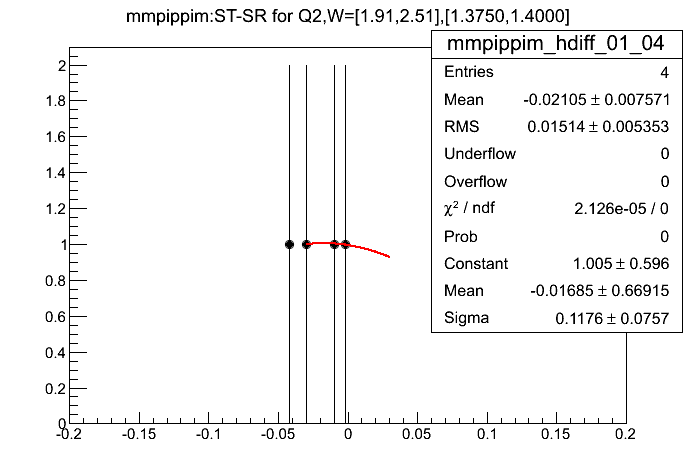 mmpippim:ST-SR for Q2,W=[1.91,2.51],[1.3750,1.4000]
mmpippim_hdiff_01_04
Entries 4
Mean -0.02105 ± 0.007571
RMS 0.01514 ± 0.005353
Underflow 0
Overflow 0
χ² / ndf 2.126e-05 / 0
Prob 0
Constant 1.005 ± 0.596
Mean -0.01685 ± 0.66915
Sigma 0.1176 ± 0.0757
2
1.8
1.6
1.4
1.2
1
0.8
0.6
0.4
0.2
0
-0.2 -0.15 -0.1 -0.05 0 0.05 0.1 0.15 0.2